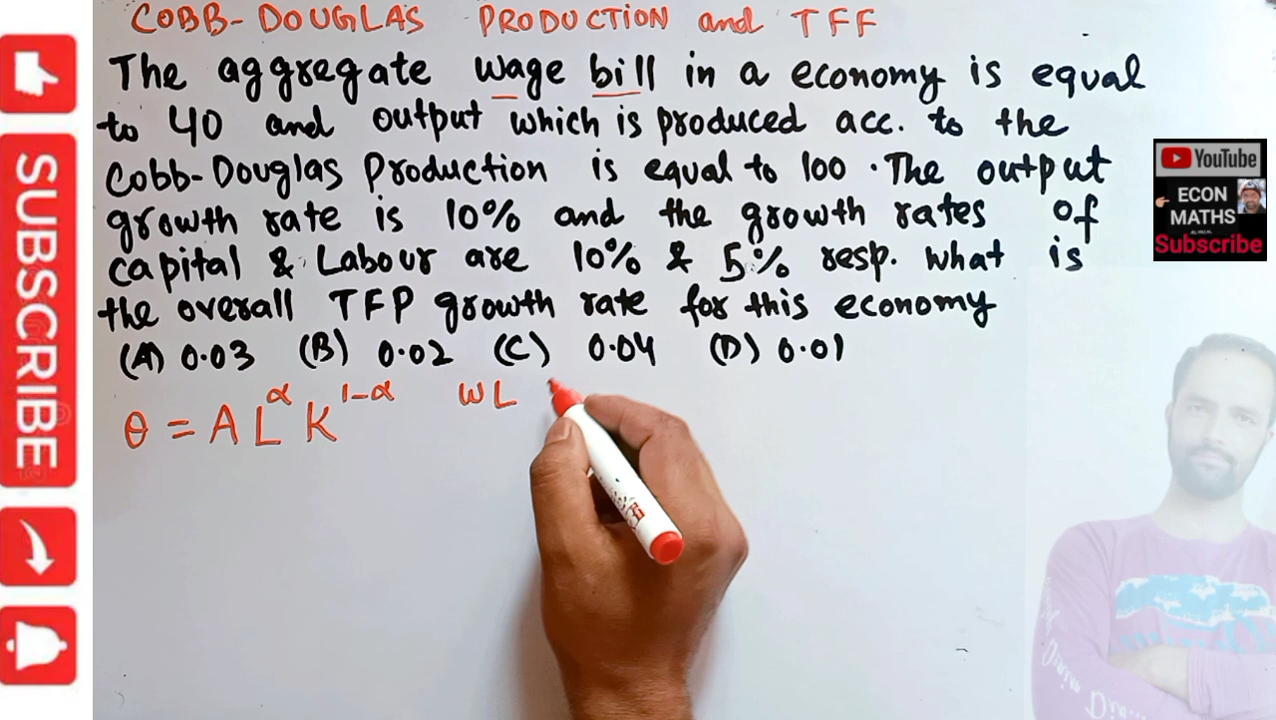 COBB-DOUGLAS PRODUCTION and TFF
The aggregate wage bill in a economy is equal
to 40 and output which is produced acc. to the
Cobb-Douglas Production is equal to 100 . The output
growth rate is 10% and the growth rates of
capital & Labour are 10% & 5% resp. what is
the overall TFP growth rate for this economy
(A) 0.03 (B) 0.02 (C) 0.04 (D) 0.01
θ = A L^α K^1-α WL
SUBSCRIBE
YouTube
ECON
MATHS
Subscribe